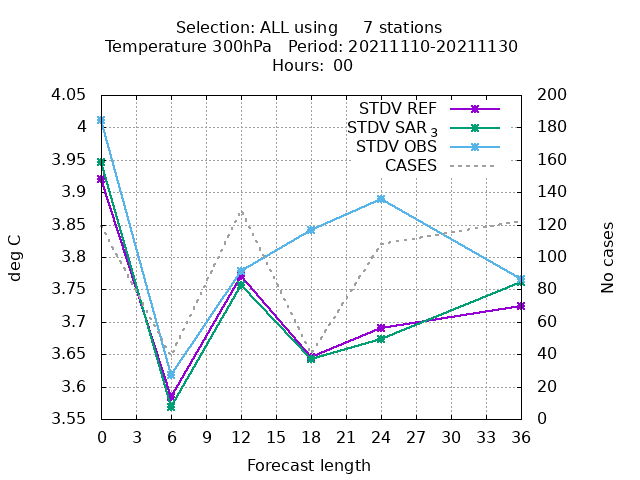 Selection: ALL using     7 stations
Temperature 300hPa   Period: 20211110-20211130
Hours:  00
STDV REF
STDV SAR 3
STDV OBS
CASES
4.05
4
3.95
3.9
3.85
3.8
3.75
3.7
3.65
3.6
3.55
deg C
200
180
160
140
120
100
80
60
40
20
0
No cases
0 3 6 9 12 15 18 21 24 27 30 33 36
Forecast length